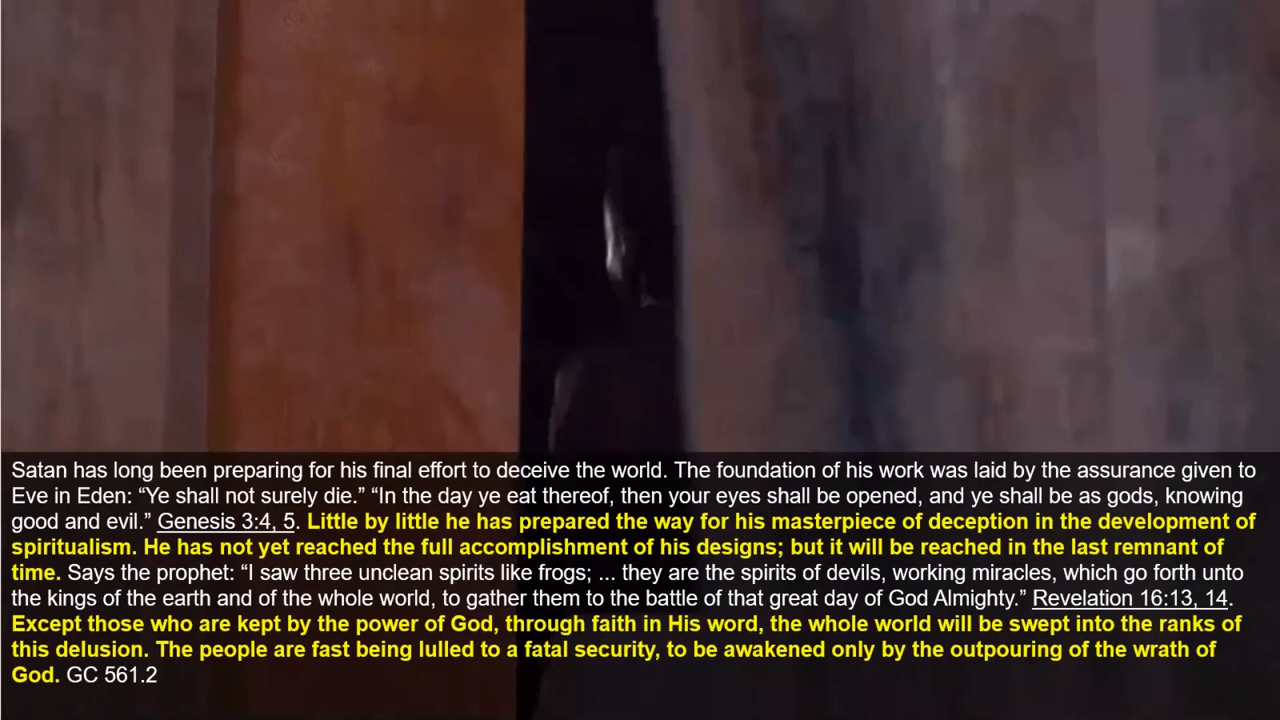 Satan has long been preparing for his final effort to deceive the world. The foundation of his work was laid by the assurance given to
Eve in Eden: “Ye shall not surely die.” “In the day ye eat thereof, then your eyes shall be opened, and ye shall be as gods, knowing
good and evil.” Genesis 3:4, 5. Little by little he has prepared the way for his masterpiece of deception in the development of
spiritualism. He has not yet reached the full accomplishment of his designs; but it will be reached in the last remnant of
time. Says the prophet: “I saw three unclean spirits like frogs; ... they are the spirits of devils, working miracles, which go forth unto
the kings of the earth and of the whole world, to gather them to the battle of that great day of God Almighty.” Revelation 16:13, 14.
Except those who are kept by the power of God, through faith in His word, the whole world will be swept into the ranks of
this delusion. The people are fast being lulled to a fatal security, to be awakened only by the outpouring of the wrath of
God. GC 561.2